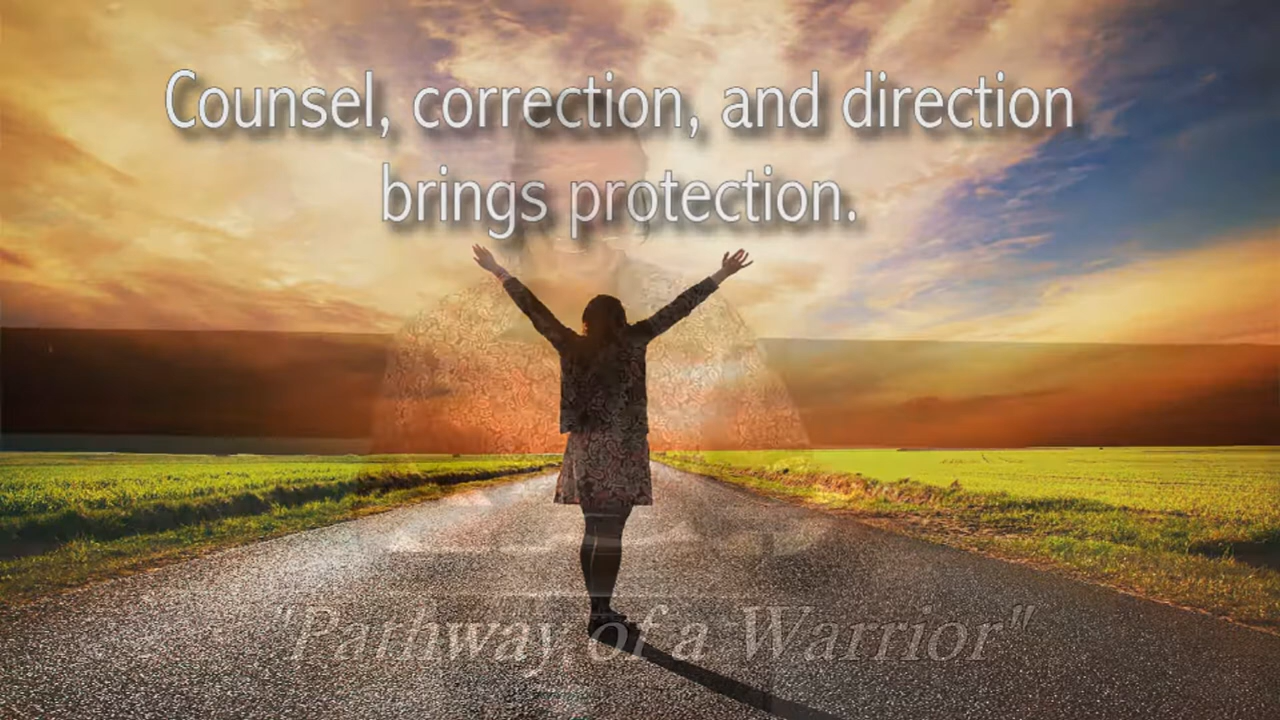 Counsel, correction, and direction
brings protection.
"Pathway of a Warrior"